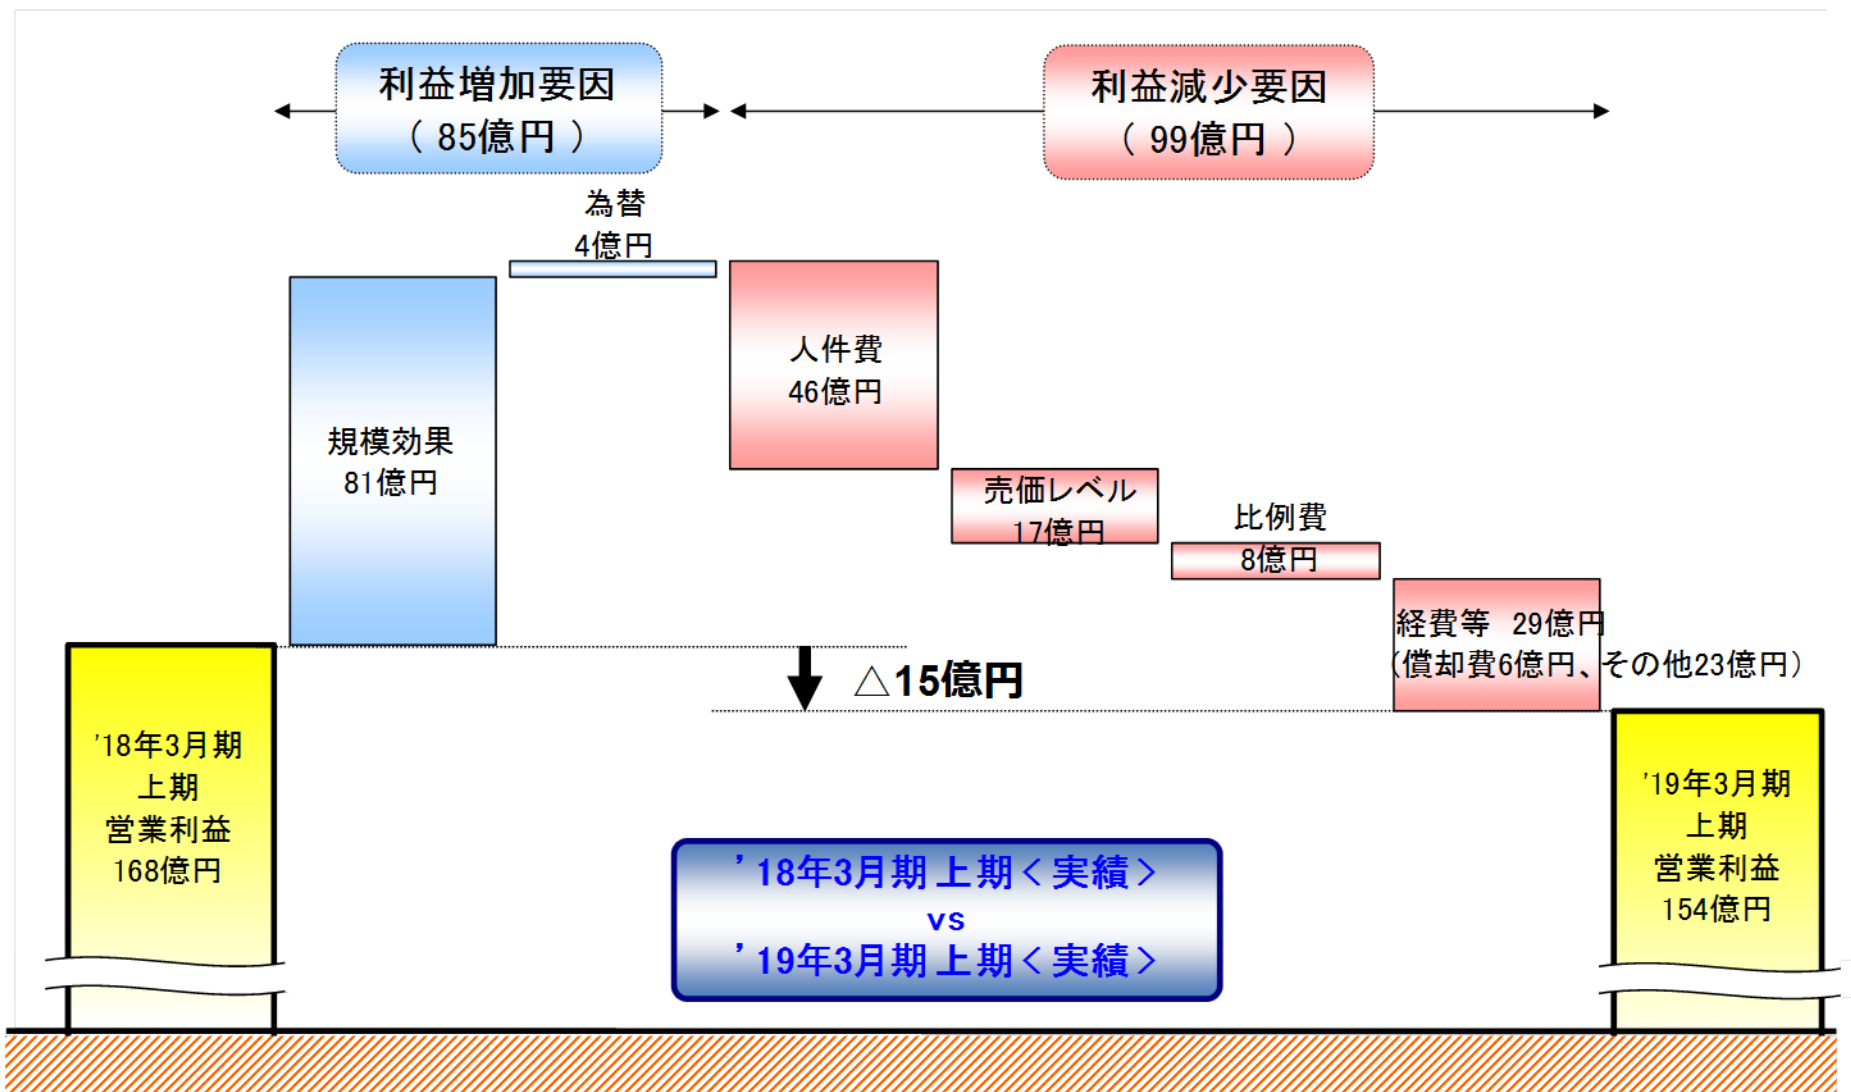 利益増加要因
（ 85億円 ）
利益減少要因
（ 99億円 ）
為替
4億円
人件費
46億円
規模効果
81億円
売価レベル
17億円
比例費
8億円
経費等　29億円
（償却費6億円、その他23億円）
△15億円
'18年3月期
上期
営業利益
168億円
'19年3月期
上期
営業利益
154億円
’18年3月期 上期＜実績＞
vs
’19年3月期 上期＜実績＞